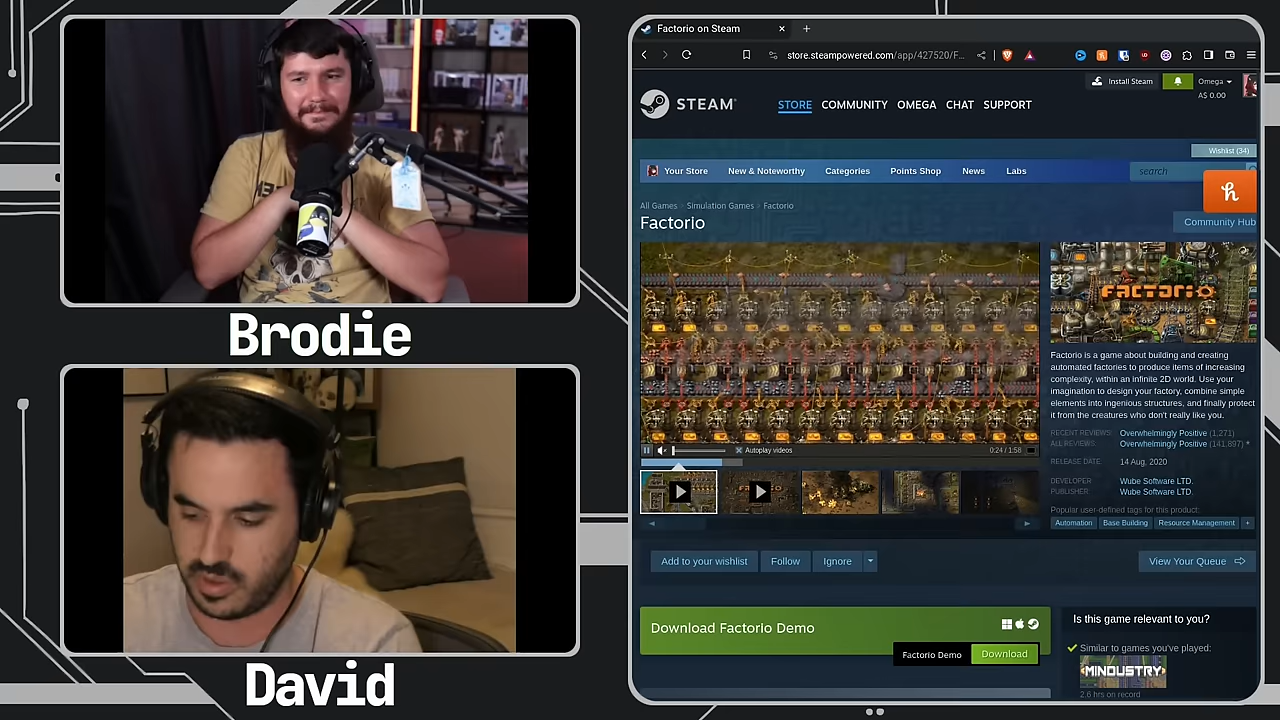 Brodie
David
Factorio on Steam
store.steampowered.com/app/427520/F...
Install Steam
Omega
A$ 0.00
STEAM
STORE COMMUNITY OMEGA CHAT SUPPORT
Wishlist (34)
Your Store New & Noteworthy Categories Points Shop News Labs search
All Games > Simulation Games > Factorio
Factorio
Community Hub
FACTORIO
Autoplay videos 0:24 / 1:58
Factorio is a game about building and creating
automated factories to produce items of increasing
complexity, within an infinite 2D world. Use your
imagination to design your factory, combine simple
elements into ingenious structures, and finally protect
it from the creatures who don't really like you.
RECENT REVIEWS: Overwhelmingly Positive (1,271)
ALL REVIEWS: Overwhelmingly Positive (141,897) *
RELEASE DATE: 14 Aug, 2020
DEVELOPER Wube Software LTD.
PUBLISHER Wube Software LTD.
Popular user-defined tags for this product:
Automation Base Building Resource Management +
Add to your wishlist Follow Ignore
View Your Queue
Download Factorio Demo
Factorio Demo Download
Is this game relevant to you?
Similar to games you've played:
MINDUSTRY
2.6 hrs on record